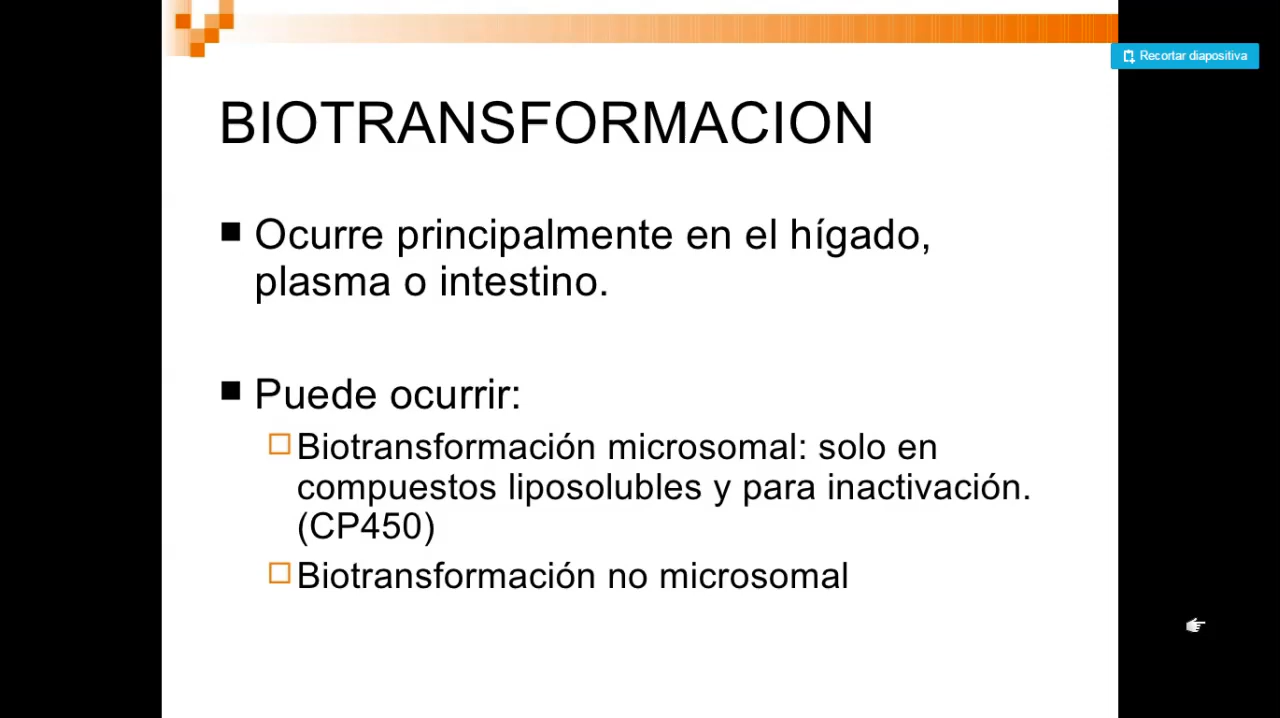 Recortar diapositiva
BIOTRANSFORMACION
Ocurre principalmente en el hígado,
plasma o intestino.
Puede ocurrir:
Biotransformación microsomal: solo en
compuestos liposolubles y para inactivación.
(CP450)
Biotransformación no microsomal